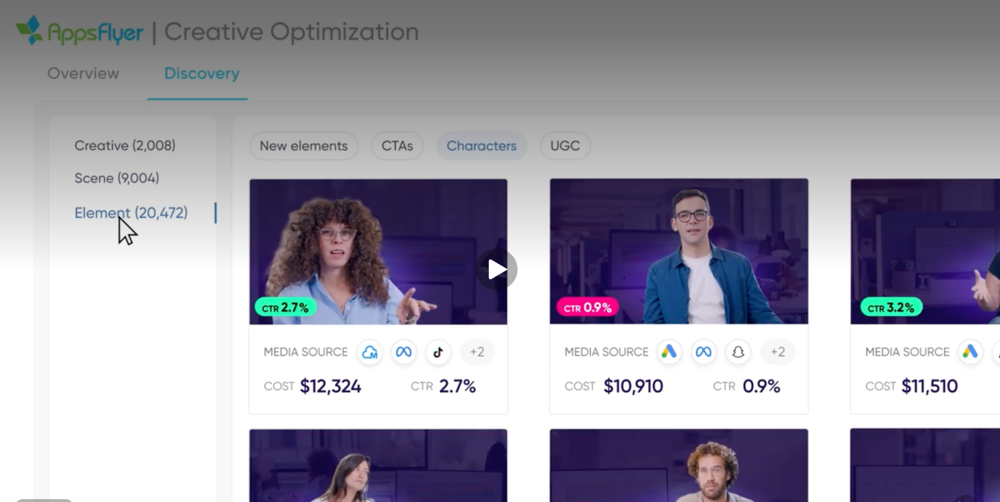 AppsFlyer | Creative Optimization
Overview
Discovery
Creative (2,008)
Scene (9,004)
Element (20,472)
New elements
CTAs
Characters
UGC
CTR 2.7%
CTR 0.9%
CTR 3.2%
MEDIA SOURCE
+2
MEDIA SOURCE
+2
MEDIA SOURCE
COST $12,324
CTR 2.7%
COST $10,910
CTR 0.9%
COST $11,510